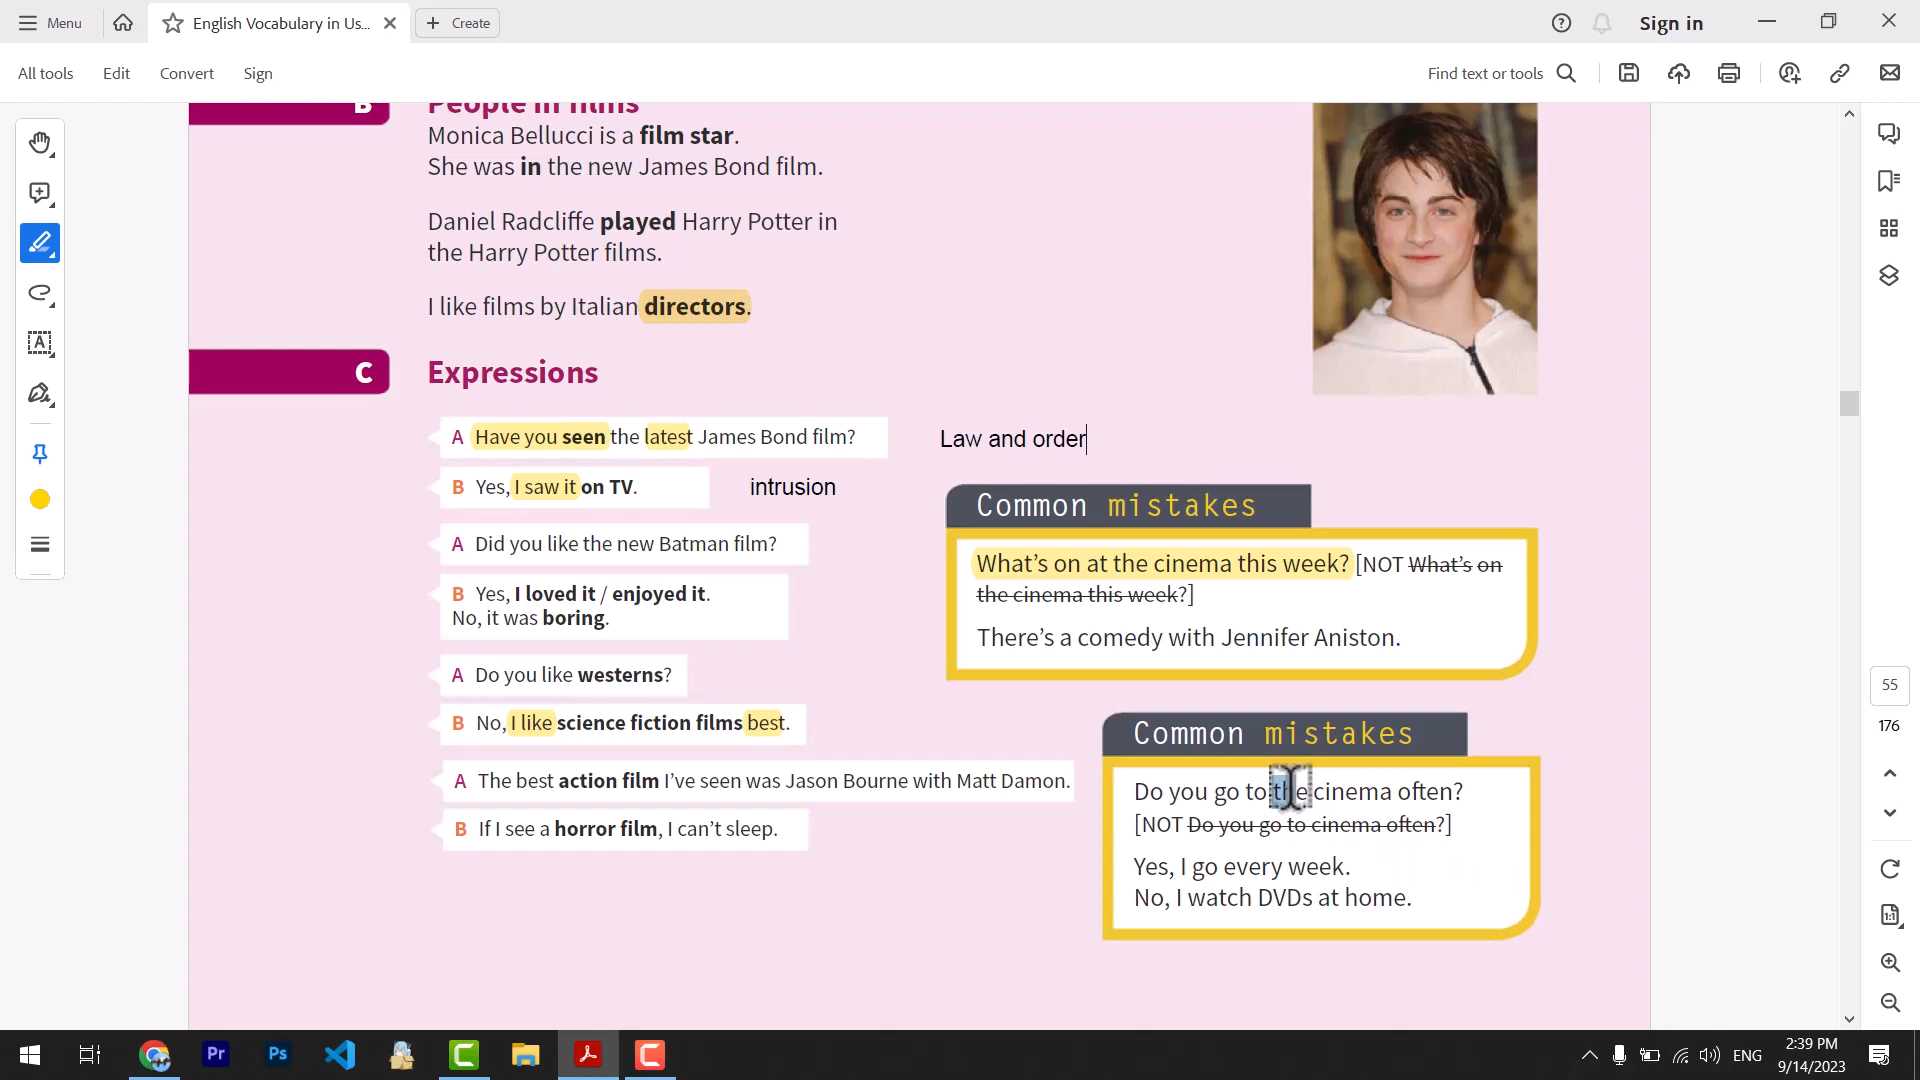 Menu
English Vocabulary in Us...
Create
Sign in
All tools
Edit
Convert
Sign
Find text or tools
B
People in films
Monica Bellucci is a film star.
She was in the new James Bond film.
Daniel Radcliffe played Harry Potter in
the Harry Potter films.
I like films by Italian directors.
C
Expressions
A Have you seen the latest James Bond film?
Law and order
B Yes, I saw it on TV.
intrusion
A Did you like the new Batman film?
B Yes, I loved it / enjoyed it.
No, it was boring.
A Do you like westerns?
B No, I like science fiction films best.
A The best action film I've seen was Jason Bourne with Matt Damon.
B If I see a horror film, I can't sleep.
Common mistakes
What's on at the cinema this week? [NOT What's on
the cinema this week?]
There's a comedy with Jennifer Aniston.
Common mistakes
Do you go to the cinema often?
[NOT Do you go to cinema often?]
Yes, I go every week.
No, I watch DVDs at home.
55
176
Pr
Ps
ENG
2:39 PM
9/14/2023